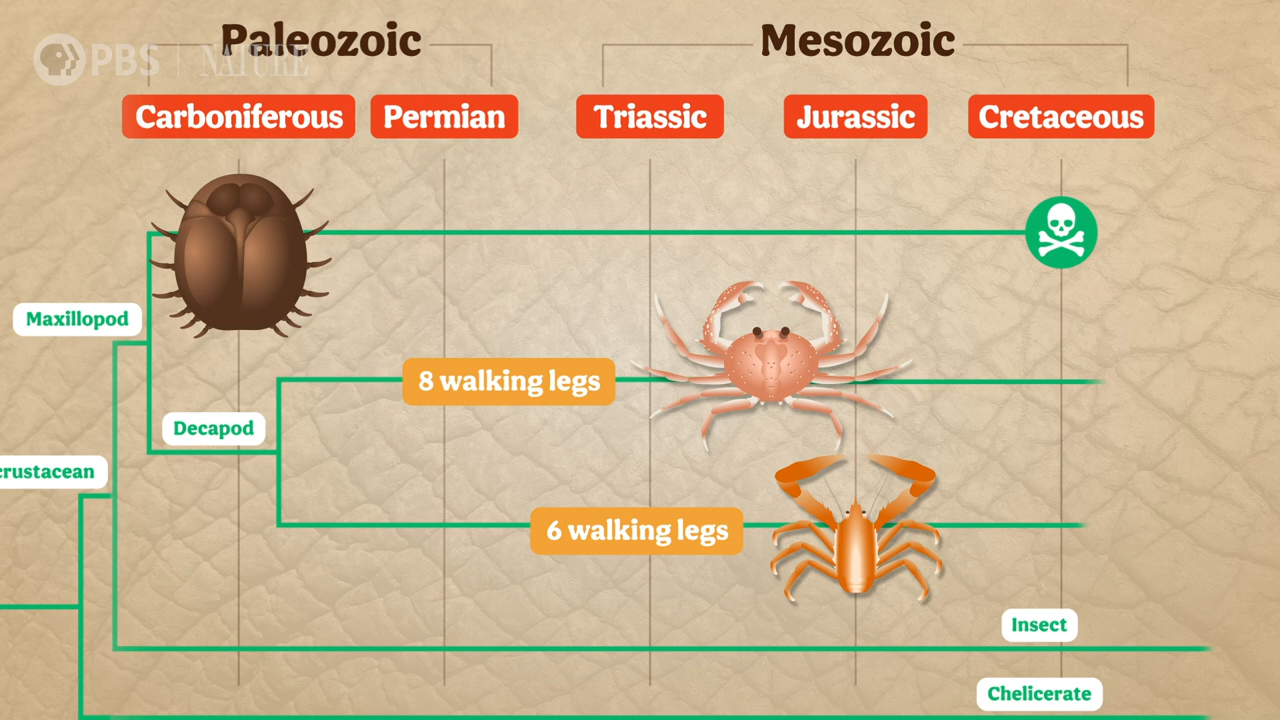 Paleozoic
Mesozoic
PBS | NATURE
Carboniferous
Permian
Triassic
Jurassic
Cretaceous
Maxillopod
8 walking legs
Decapod
crustacean
6 walking legs
Insect
Chelicerate